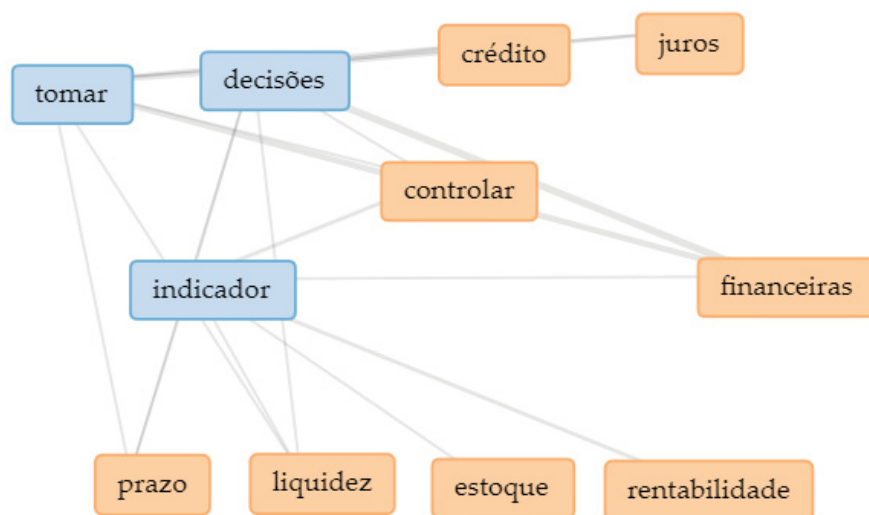 juros
crédito
decisões
tomar
controlar
financeiras
indicador
prazo
liquidez
estoque
rentabilidade